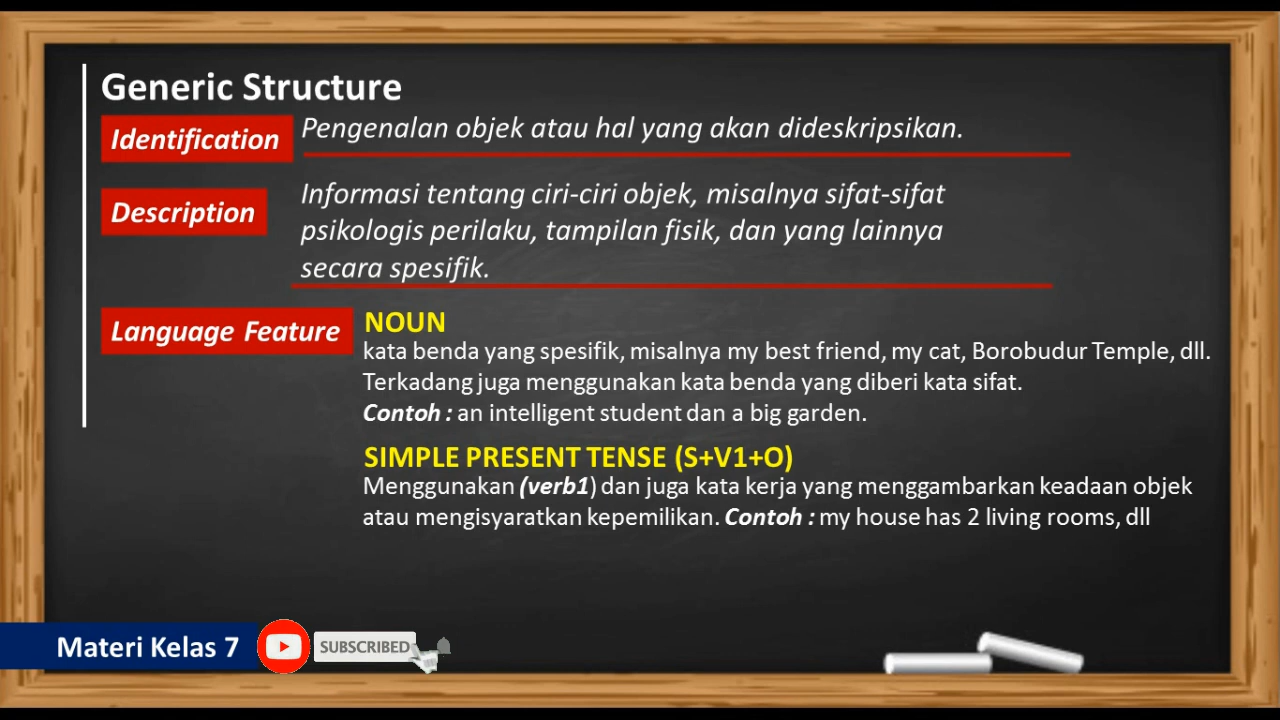 Generic Structure
Identification
Pengenalan objek atau hal yang akan dideskripsikan.
Description
Informasi tentang ciri-ciri objek, misalnya sifat-sifat
psikologis perilaku, tampilan fisik, dan yang lainnya
secara spesifik.
Language Feature
NOUN
kata benda yang spesifik, misalnya my best friend, my cat, Borobudur Temple, dll.
Terkadang juga menggunakan kata benda yang diberi kata sifat.
Contoh : an intelligent student dan a big garden.
SIMPLE PRESENT TENSE (S+V1+O)
Menggunakan (verb1) dan juga kata kerja yang menggambarkan keadaan objek
atau mengisyaratkan kepemilikan. Contoh : my house has 2 living rooms, dll
Materi Kelas 7
SUBSCRIBED